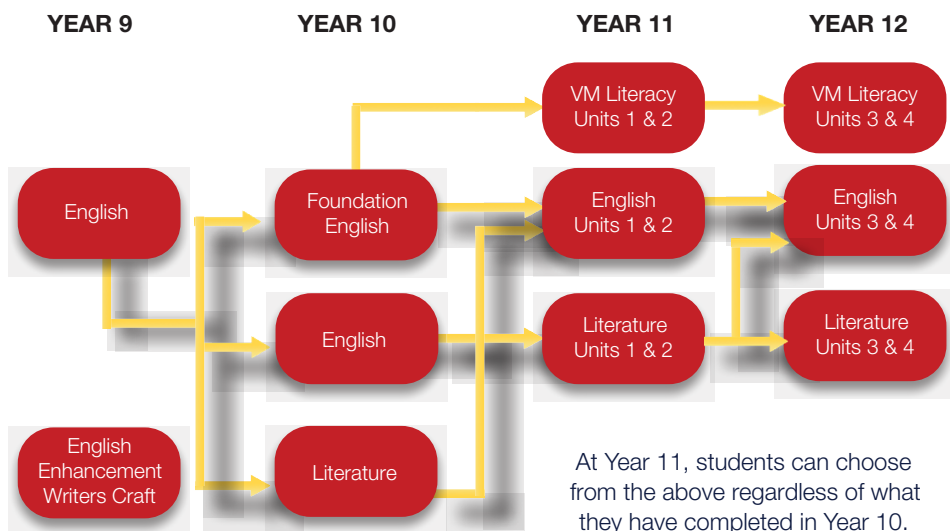 YEAR 9 YEAR 10 YEAR 11 YEAR 12
VM Literacy
Units 1 & 2
VM Literacy
Units 3 & 4
English
Foundation
English
English
Units 1 & 2
English
Units 3 & 4
English
Literature
Units 1 & 2
Literature
Units 3 & 4
English
Enhancement
Writers Craft
Literature
At Year 11, students can choose
from the above regardless of what
they have completed in Year 10.